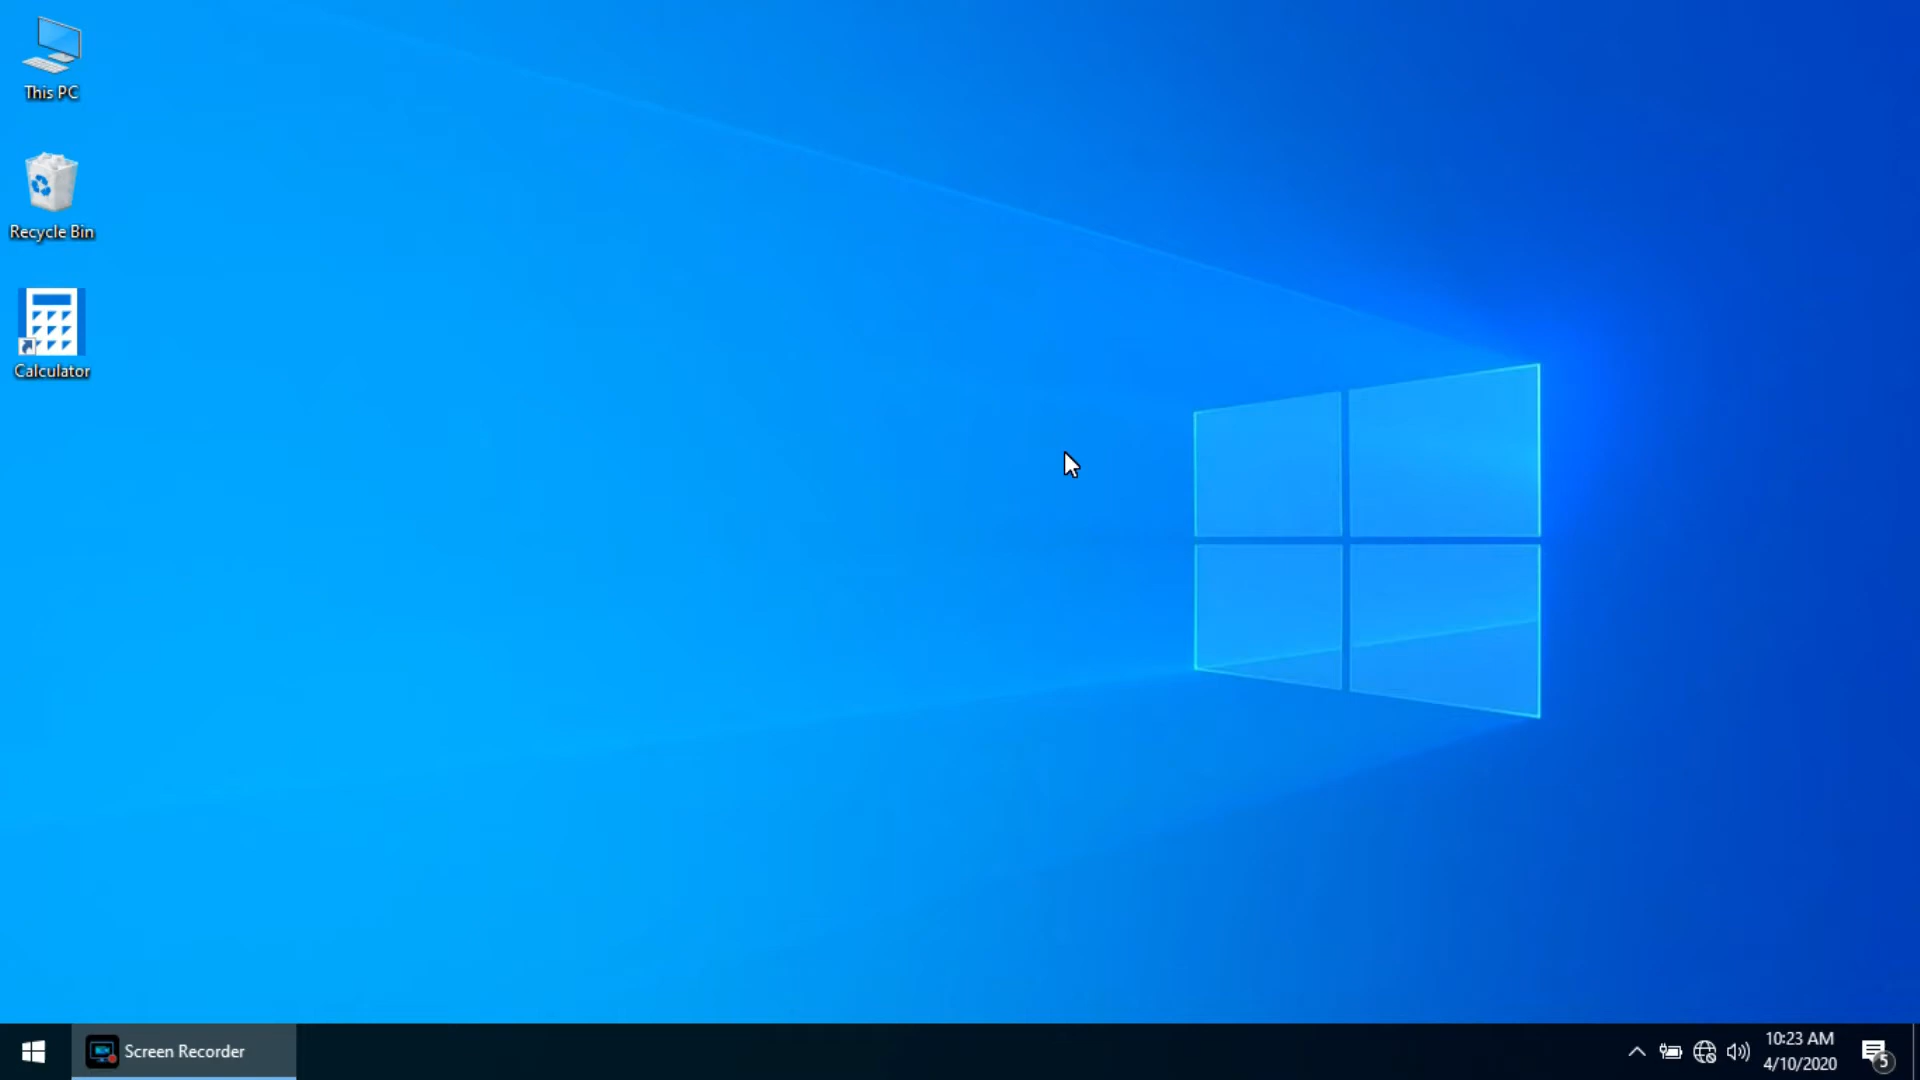 This PC
Recycle Bin
Calculator
Screen Recorder
10:23 AM
4/10/2020
5